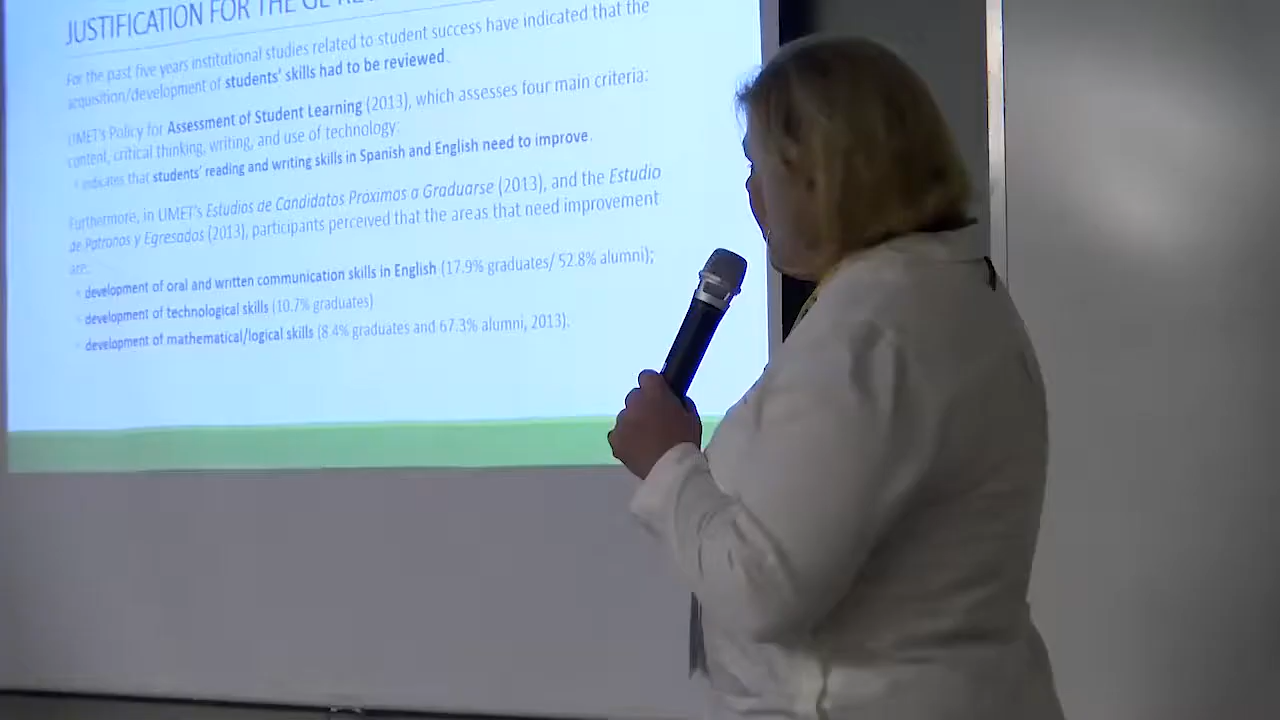 JUSTIFICATION FOR THE GE
For the past five years institutional studies related to student success have indicated that the
acquisition/development of students' skills had to be reviewed.
UMET's Policy for Assessment of Student Learning (2013), which assesses four main criteria:
content, critical thinking, writing, and use of technology:
indicates that students' reading and writing skills in Spanish and English need to improve.
Furthermore, in UMET's Estudios de Candidatos Próximos a Graduarse (2013), and the Estudio
de Patronos y Egresados (2013), participants perceived that the areas that need improvement
are:
development of oral and written communication skills in English (17.9% graduates/ 52.8% alumni);
development of technological skills (10.7% graduates)
development of mathematical/logical skills (8.4% graduates and 67.3% alumni, 2013).